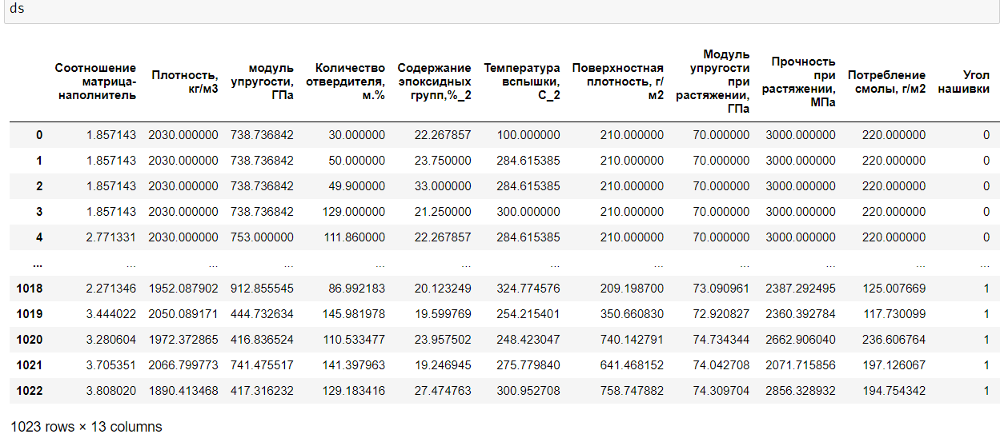 ds
Соотношение матрица-наполнитель Плотность, кг/м3 модуль упругости, ГПа Количество отвердителя, м.% Содержание эпоксидных групп,%_2 Температура вспышки, С_2 Поверхностная плотность, г/м2 Модуль упругости при растяжении, ГПа Прочность при растяжении, МПа Потребление смолы, г/м2 Угол нашивки
0 1.857143 2030.000000 738.736842 30.000000 22.267857 100.000000 210.000000 70.000000 3000.000000 220.000000 0
1 1.857143 2030.000000 738.736842 50.000000 23.750000 284.615385 210.000000 70.000000 3000.000000 220.000000 0
2 1.857143 2030.000000 738.736842 49.900000 33.000000 284.615385 210.000000 70.000000 3000.000000 220.000000 0
3 1.857143 2030.000000 738.736842 129.000000 21.250000 300.000000 210.000000 70.000000 3000.000000 220.000000 0
4 2.771331 2030.000000 753.000000 111.860000 22.267857 284.615385 210.000000 70.000000 3000.000000 220.000000 0
... ... ... ... ... ... ... ... ... ... ... ...
1018 2.271346 1952.087902 912.855545 86.992183 20.123249 324.774576 209.198700 73.090961 2387.292495 125.007669 1
1019 3.444022 2050.089171 444.732634 145.981978 19.599769 254.215401 350.660830 72.920827 2360.392784 117.730099 1
1020 3.280604 1972.372865 416.836524 110.533477 23.957502 248.423047 740.142791 74.734344 2662.906040 236.606764 1
1021 3.705351 2066.799773 741.475517 141.397963 19.246945 275.779840 641.468152 74.042708 2071.715856 197.126067 1
1022 3.808020 1890.413468 417.316232 129.183416 27.474763 300.952708 758.747882 74.309704 2856.328932 194.754342 1
1023 rows × 13 columns